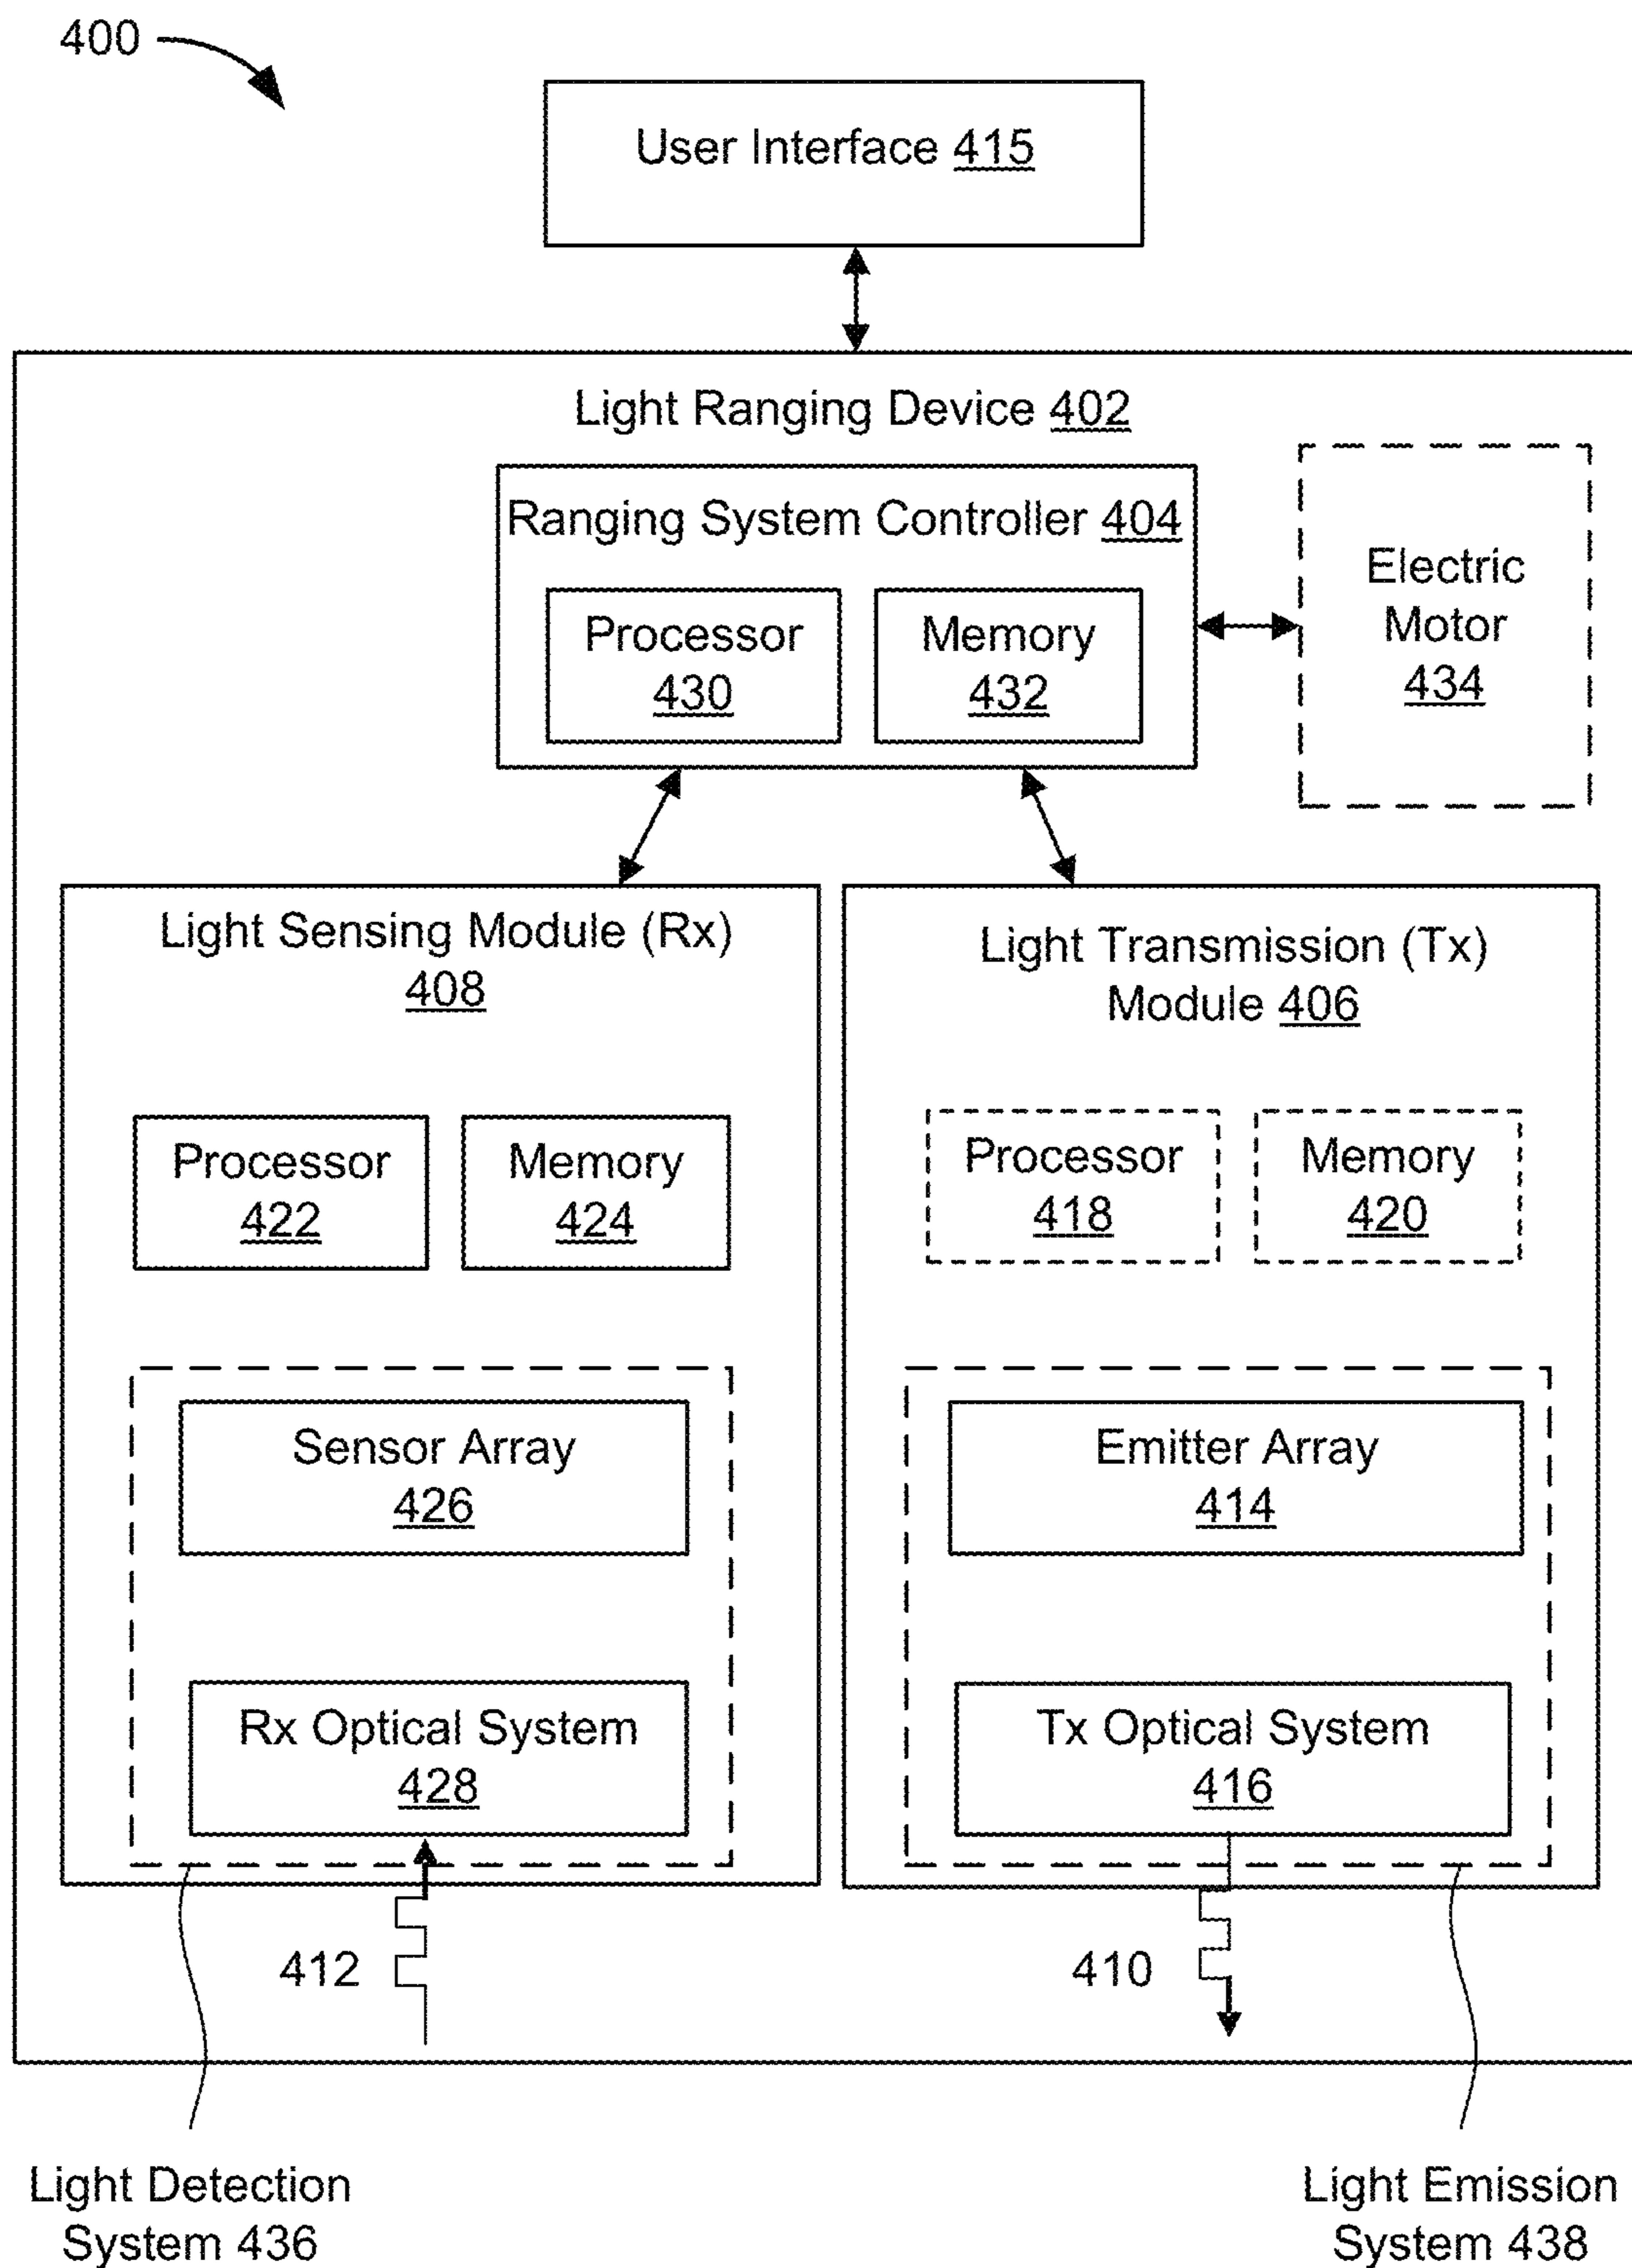 400
User Interface 415
Light Ranging Device 402
Ranging System Controller 404
Processor
430
Memory
432
Electric
Motor
434
Light Sensing Module (Rx)
408
Processor
422
Memory
424
Sensor Array
426
Rx Optical System
428
412
Light Transmission (Tx)
Module 406
Processor
418
Memory
420
Emitter Array
414
Tx Optical System
416
410
Light Detection
System 436
Light Emission
System 438